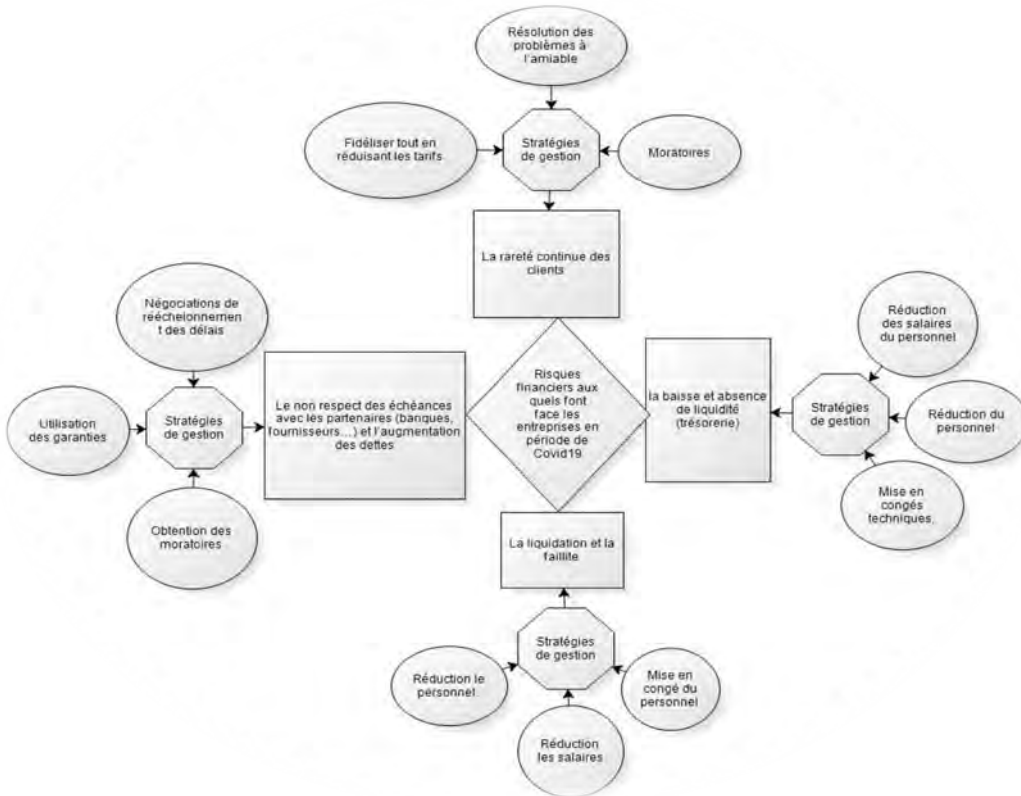 Résolution des
problèmes à
l'amiable
Fidéliser tout en
réduisant les tarifs
Stratégies
de gestion
Moratoires
La rareté continue des
clients
Négociations de
rééchelonnemen
t des délais
Utilisation
des garanties
Stratégies
de gestion
Obtention des
moratoires
Le non respect des échéances
avec les partenaires (banques,
fournisseurs...) et l'augmentation
des dettes
Risques
financiers aux
quels font
face les
entreprises en
période de
Covid19
la baisse et absence
de liquidité
(trésorerie)
Stratégies
de gestion
Réduction
des salaires
du personnel
Réduction du
personnel
Mise en
congés
techniques.
La liquidation et la
faillite
Stratégies
de gestion
Réduction le
personnel.
Réduction
les salaires
Mise en
congé du
personnel